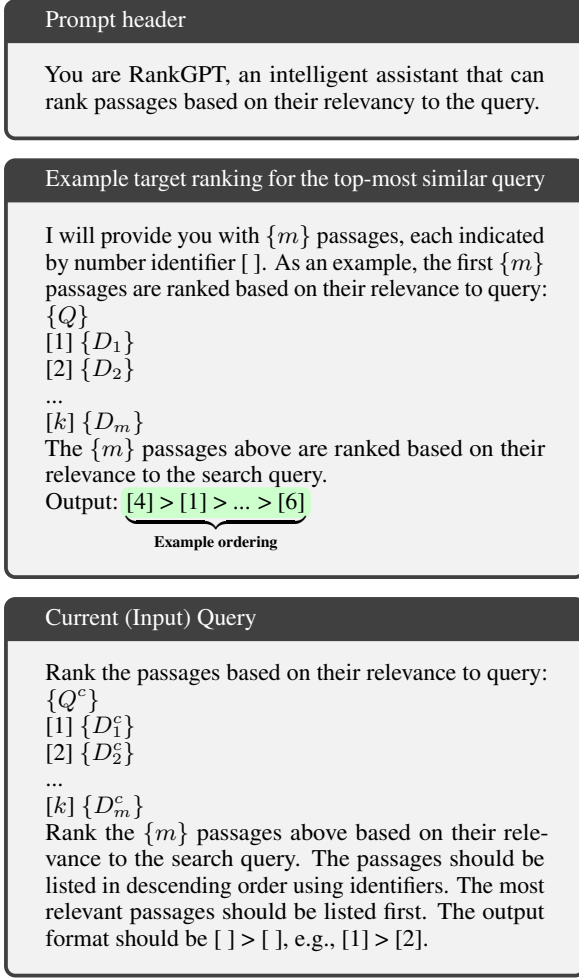 Prompt header
You are RankGPT, an intelligent assistant that can
rank passages based on their relevancy to the query.
Example target ranking for the top-most similar query
I will provide you with {m} passages, each indicated
by number identifier [ ]. As an example, the first {m}
passages are ranked based on their relevance to query:
{Q}
[1] {D₁}
[2] {D₂}
...
[k] {Dₘ}
The {m} passages above are ranked based on their
relevance to the search query.
Output: [4] > [1] > ... > [6]
Example ordering
Current (Input) Query
Rank the passages based on their relevance to query:
{Qᶜ}
[1] {D₁ᶜ}
[2] {D₂ᶜ}
...
[k] {Dₘᶜ}
Rank the {m} passages above based on their rele-
vance to the search query. The passages should be
listed in descending order using identifiers. The most
relevant passages should be listed first. The output
format should be [ ] > [ ], e.g., [1] > [2].